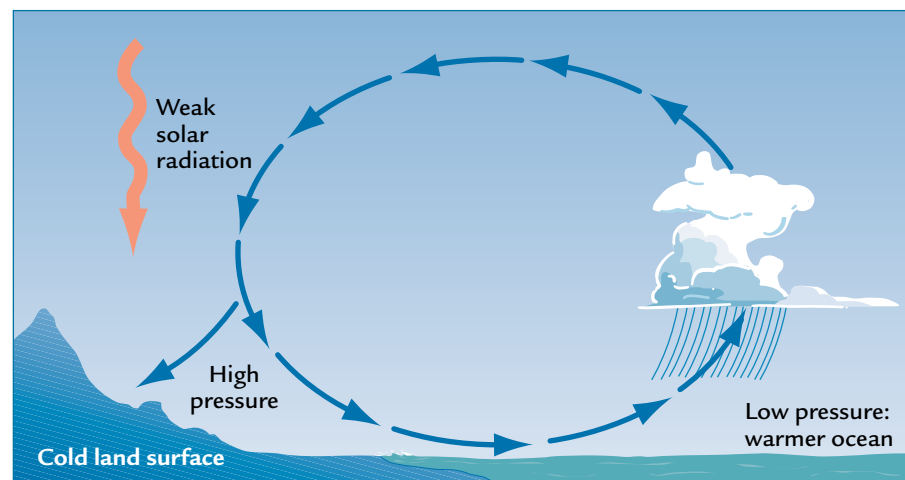 Weak
solar
radiation
High
pressure
Low pressure:
warmer ocean
Cold land surface